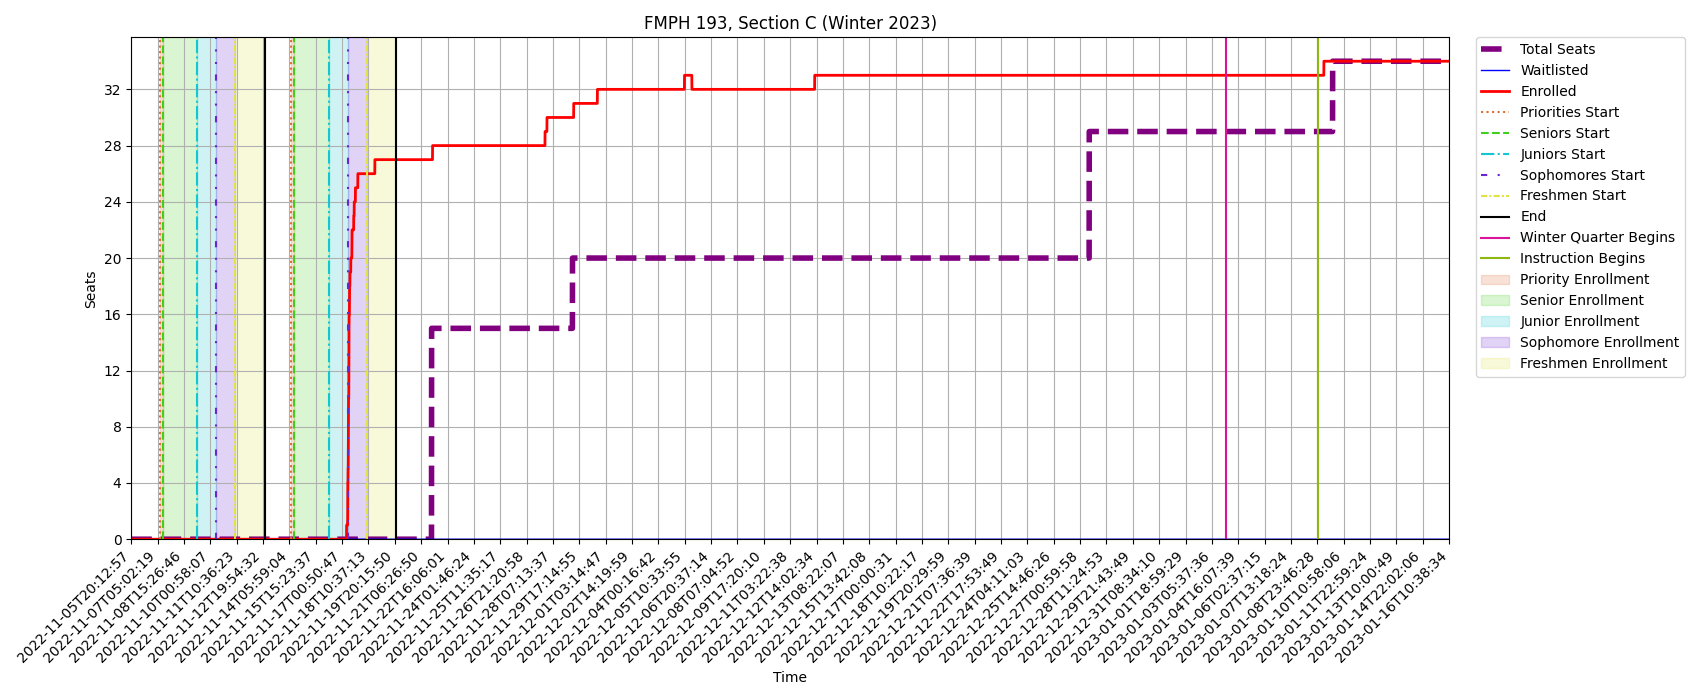 FMPH 193, Section C (Winter 2023)
Seats
32
28
24
20
16
12
8
4
0
2022-11-05T20:12:57
2022-11-07T05:02:19
2022-11-08T15:26:46
2022-11-10T00:58:07
2022-11-11T10:36:23
2022-11-12T19:54:32
2022-11-14T05:59:04
2022-11-15T15:23:37
2022-11-17T00:50:47
2022-11-18T10:37:13
2022-11-19T20:15:50
2022-11-21T06:26:50
2022-11-22T16:06:01
2022-11-24T01:46:24
2022-11-25T11:35:17
2022-11-26T21:20:58
2022-11-28T07:13:37
2022-11-29T17:14:55
2022-12-01T03:14:47
2022-12-02T14:19:59
2022-12-04T00:16:42
2022-12-05T10:33:55
2022-12-06T20:37:14
2022-12-08T07:04:52
2022-12-09T17:20:10
2022-12-11T03:22:38
2022-12-12T14:02:34
2022-12-13T18:22:07
2022-12-15T13:42:08
2022-12-17T00:00:31
2022-12-18T10:22:17
2022-12-19T20:29:59
2022-12-21T07:36:39
2022-12-22T17:53:49
2022-12-24T04:11:03
2022-12-25T14:46:26
2022-12-27T00:59:58
2022-12-28T11:24:53
2022-12-29T21:43:49
2022-12-31T08:34:10
2023-01-01T18:59:29
2023-01-03T05:37:36
2023-01-04T16:07:39
2023-01-06T02:37:15
2023-01-07T13:18:24
2023-01-08T23:46:28
2023-01-10T10:58:06
2023-01-11T22:59:24
2023-01-13T10:00:49
2023-01-14T22:02:06
2023-01-16T10:38:34
Time
Total Seats
Waitlisted
Enrolled
Priorities Start
Seniors Start
Juniors Start
Sophomores Start
Freshmen Start
End
Winter Quarter Begins
Instruction Begins
Priority Enrollment
Senior Enrollment
Junior Enrollment
Sophomore Enrollment
Freshmen Enrollment